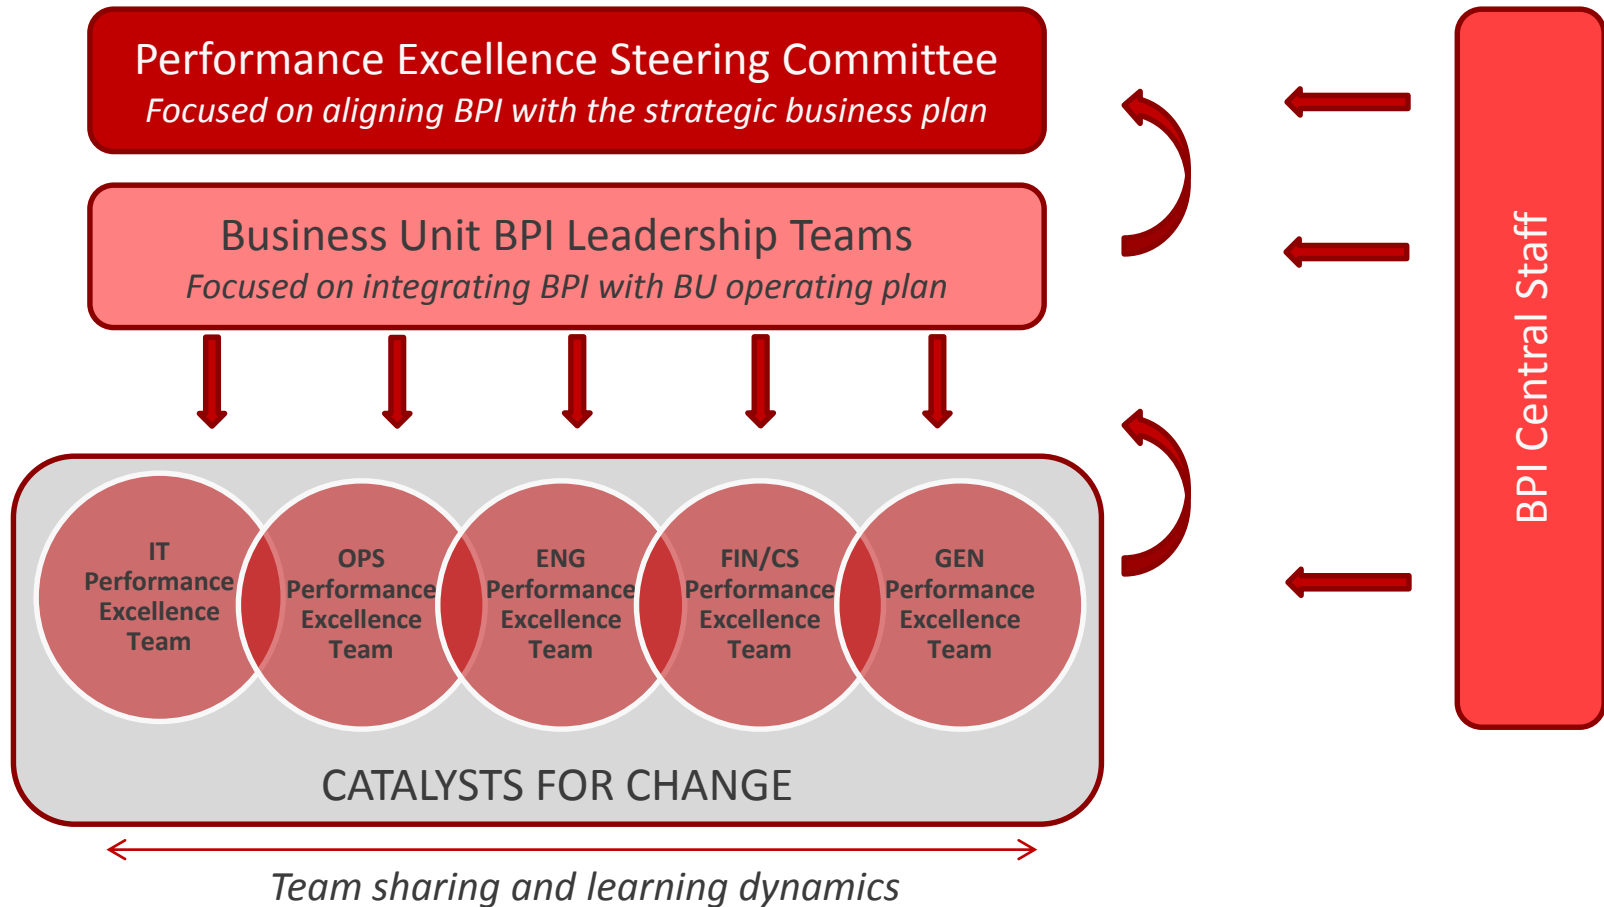 Performance Excellence Steering Committee
Focused on aligning BPI with the strategic business plan
Business Unit BPI Leadership Teams
Focused on integrating BPI with BU operating plan
IT
Performance
Excellence
Team
OPS
Performance
Excellence
Team
ENG
Performance
Excellence
Team
FIN/CS
Performance
Excellence
Team
GEN
Performance
Excellence
Team
CATALYSTS FOR CHANGE
Team sharing and learning dynamics
BPI Central Staff